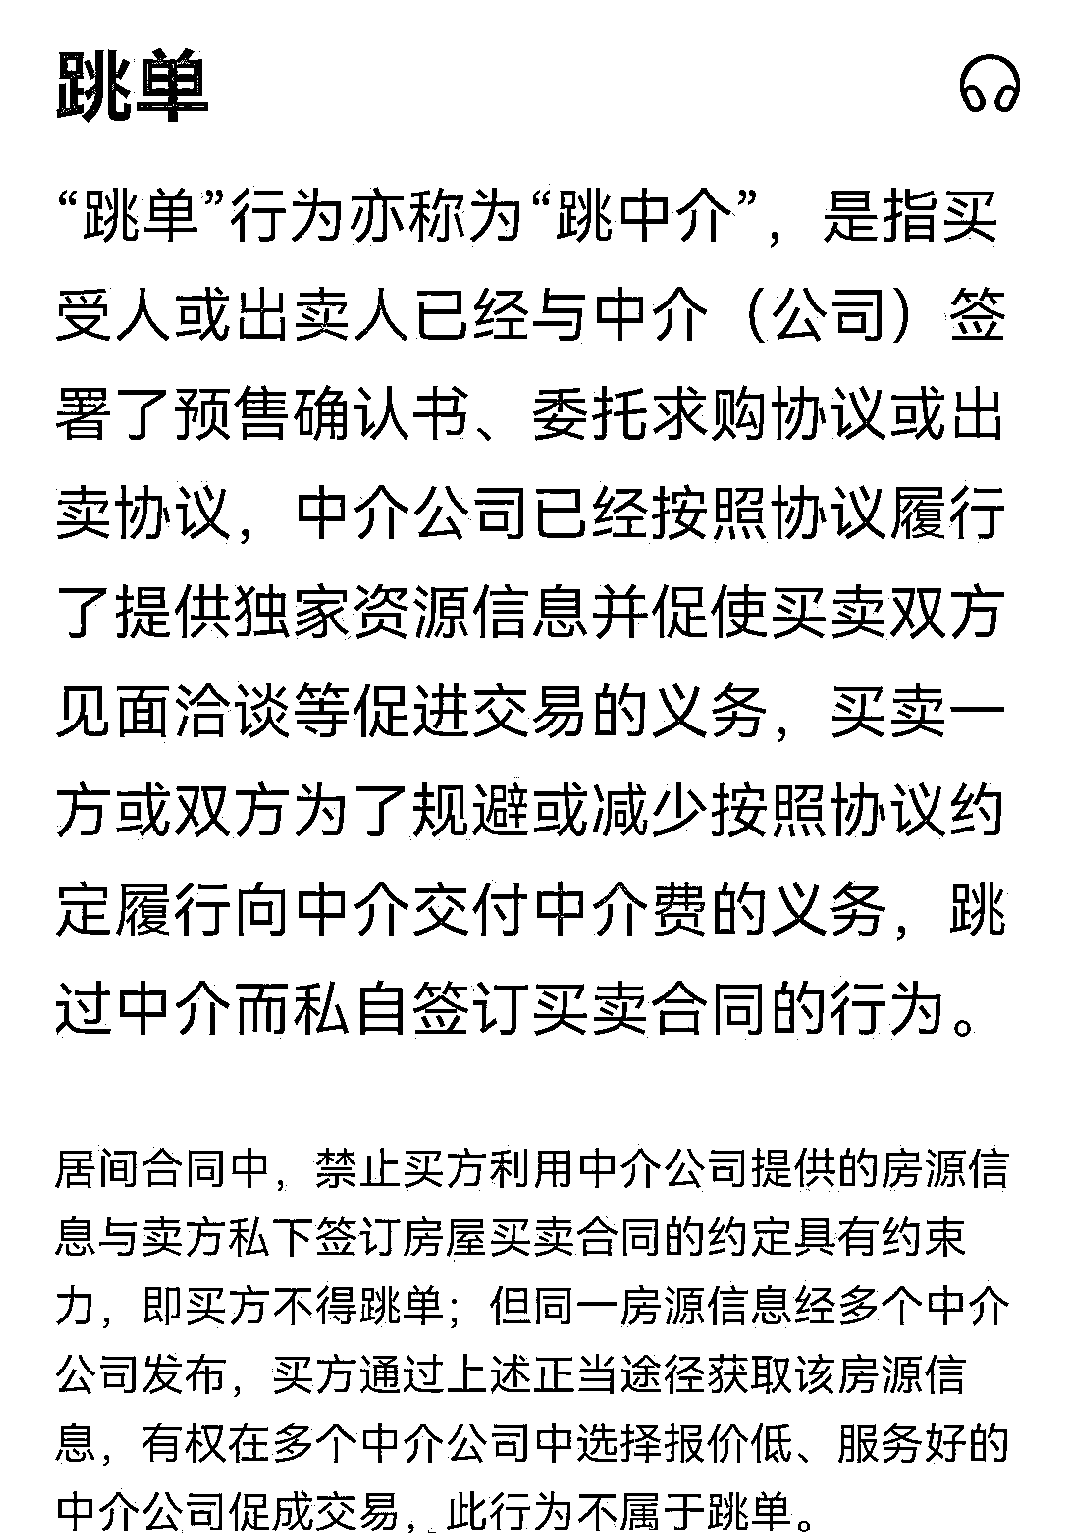 跳单
“跳单”行为亦称为“跳中介”，是指买
受人或出卖人已经与中介（公司）签
署了预售确认书、委托求购协议或出
卖协议，中介公司已经按照协议履行
了提供独家资源信息并促使买卖双方
见面洽谈等促进交易的义务，买卖一
方或双方为了规避或减少按照协议约
定履行向中介交付中介费的义务，跳
过中介而私自签订买卖合同的行为。
居间合同中，禁止买方利用中介公司提供的房源信
息与卖方私下签订房屋买卖合同的约定具有约束
力，即买方不得跳单；但同一房源信息经多个中介
公司发布，买方通过上述正当途径获取该房源信
息，有权在多个中介公司中选择报价低、服务好的
中介公司促成交易，此行为不属于跳单。